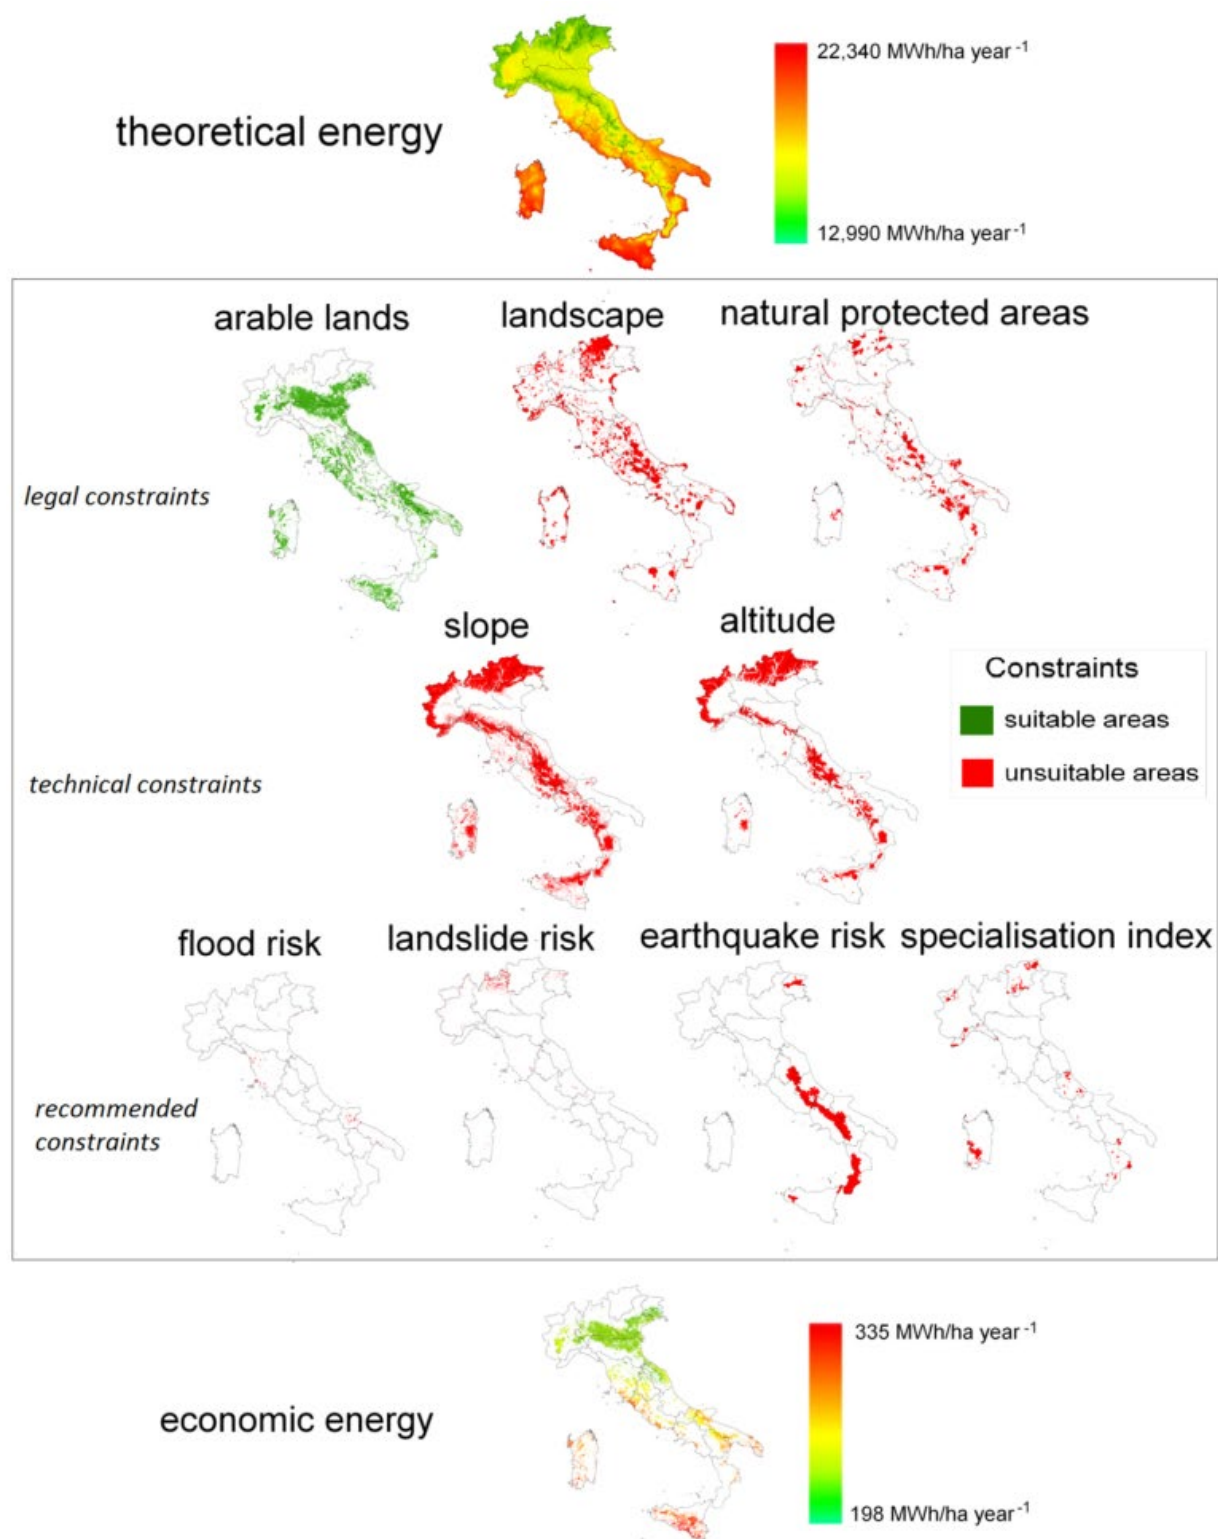 22,340 MWh/ha year -1
theoretical energy
12,990 MWh/ha year -1
arable lands
landscape
natural protected areas
legal constraints
slope
altitude
Constraints
suitable areas
unsuitable areas
technical constraints
flood risk
landslide risk
earthquake risk
specialisation index
recommended
constraints
335 MWh/ha year -1
economic energy
198 MWh/ha year -1